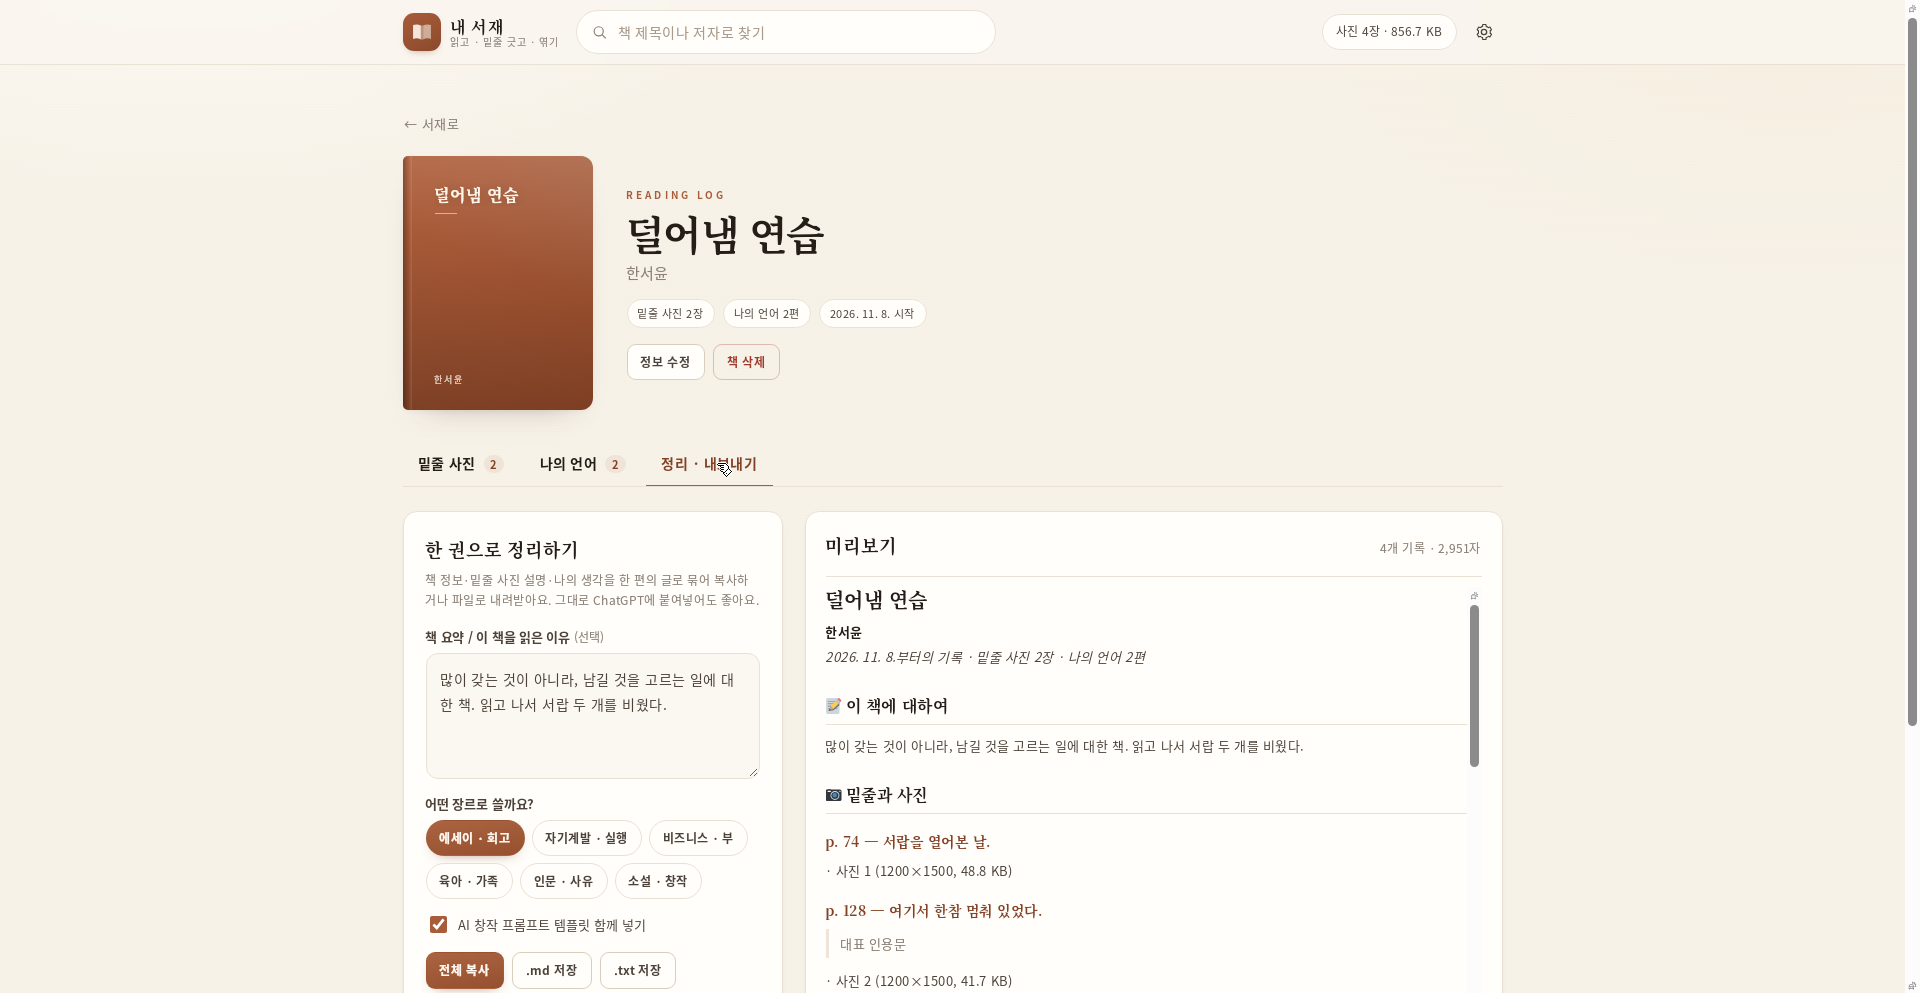 내 서재
읽고 · 밑줄 긋고 · 엮기
책 제목이나 저자로 찾기
사진 4장 · 856.7 KB
← 서재로
덜어냄 연습
한서윤
READING LOG
덜어냄 연습
한서윤
밑줄 사진 2장
나의 언어 2편
2026. 11. 8. 시작
정보 수정
책 삭제
밑줄 사진 2
나의 언어 2
정리 · 내보내기
한 권으로 정리하기
책 정보·밑줄 사진 설명·나의 생각을 한 편의 글로 묶어 복사하
거나 파일로 내려받아요. 그대로 ChatGPT에 붙여넣어도 좋아요.
책 요약 / 이 책을 읽은 이유 (선택)
많이 갖는 것이 아니라, 남길 것을 고르는 일에 대
한 책. 읽고 나서 서랍 두 개를 비웠다.
어떤 장르로 쓸까요?
에세이 · 회고
자기계발 · 실행
비즈니스 · 부
육아 · 가족
인문 · 사유
소설 · 창작
AI 창작 프롬프트 템플릿 함께 넣기
전체 복사
.md 저장
.txt 저장
미리보기
4개 기록 · 2,951자
덜어냄 연습
한서윤
2026. 11. 8.부터의 기록 · 밑줄 사진 2장 · 나의 언어 2편
📝 이 책에 대하여
많이 갖는 것이 아니라, 남길 것을 고르는 일에 대한 책. 읽고 나서 서랍 두 개를 비웠다.
📷 밑줄과 사진
p. 74 — 서랍을 열어본 날.
· 사진 1 (1200×1500, 48.8 KB)
p. 128 — 여기서 한참 멈춰 있었다.
대표 인용문
· 사진 2 (1200×1500, 41.7 KB)